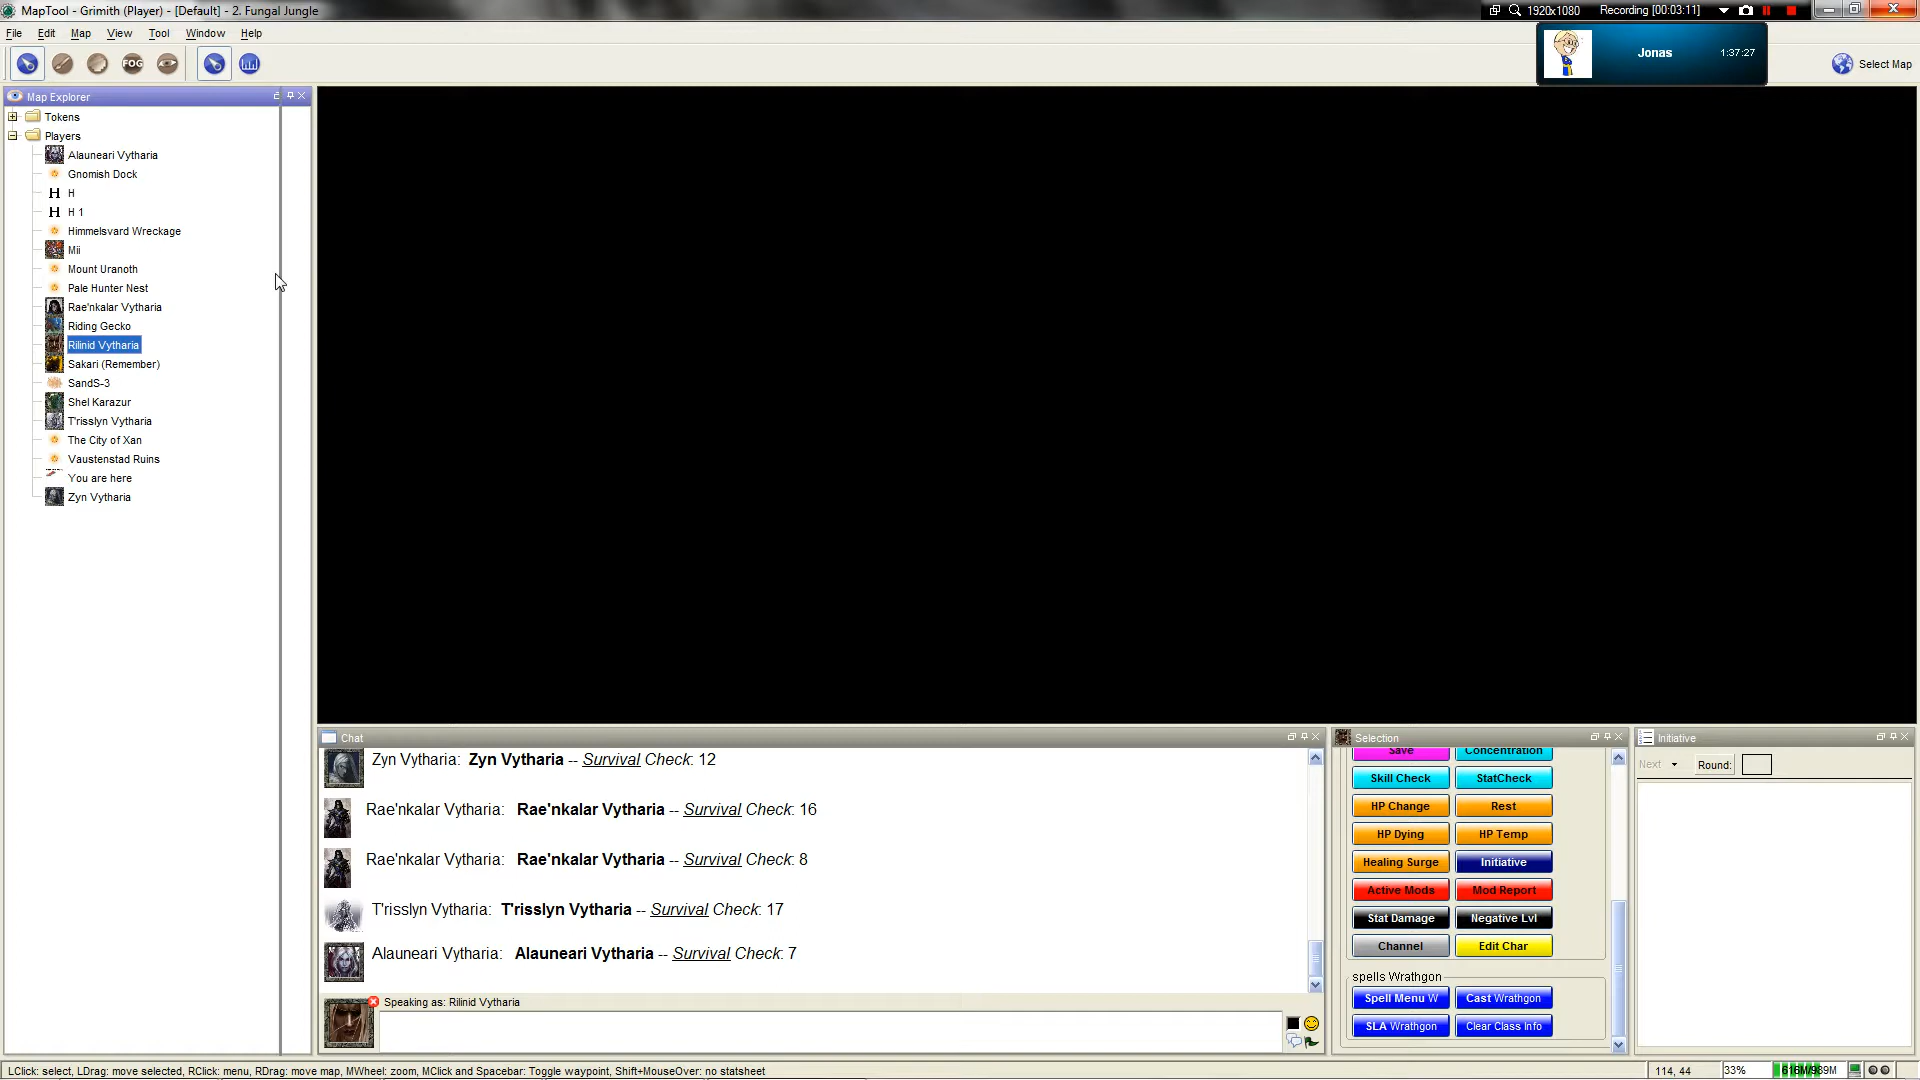 MapTool - Grimith (Player) - [Default] - 2. Fungal Jungle
1920x1080
Recording [00:03:11]
File Edit Map View Tool Window Help
FOG
Jonas
1:37:27
Select Map
Map Explorer
Tokens
Players
Alauneari Vytharia
Gnomish Dock
H H
H H 1
Himmelsvard Wreckage
Mii
Mount Uranoth
Pale Hunter Nest
Rae'nkalar Vytharia
Riding Gecko
Rilinid Vytharia
Sakari (Remember)
SandS-3
Shel Karazur
T'risslyn Vytharia
The City of Xan
Vaustenstad Ruins
You are here
Zyn Vytharia
Chat
Zyn Vytharia: Zyn Vytharia -- Survival Check: 12
Rae'nkalar Vytharia: Rae'nkalar Vytharia -- Survival Check: 16
Rae'nkalar Vytharia: Rae'nkalar Vytharia -- Survival Check: 8
T'risslyn Vytharia: T'risslyn Vytharia -- Survival Check: 17
Alauneari Vytharia: Alauneari Vytharia -- Survival Check: 7
Speaking as: Rilinid Vytharia
Selection
Save Concentration
Skill Check StatCheck
HP Change Rest
HP Dying HP Temp
Healing Surge Initiative
Active Mods Mod Report
Stat Damage Negative Lvl
Channel Edit Char
spells Wrathgon
Spell Menu W Cast Wrathgon
SLA Wrathgon Clear Class Info
Initiative
Next Round:
LClick: select, LDrag: move selected, RClick: menu, RDrag: move map, MWheel: zoom, MClick and Spacebar: Toggle waypoint, Shift+MouseOver: no statsheet
114, 44
33%
616M/989M